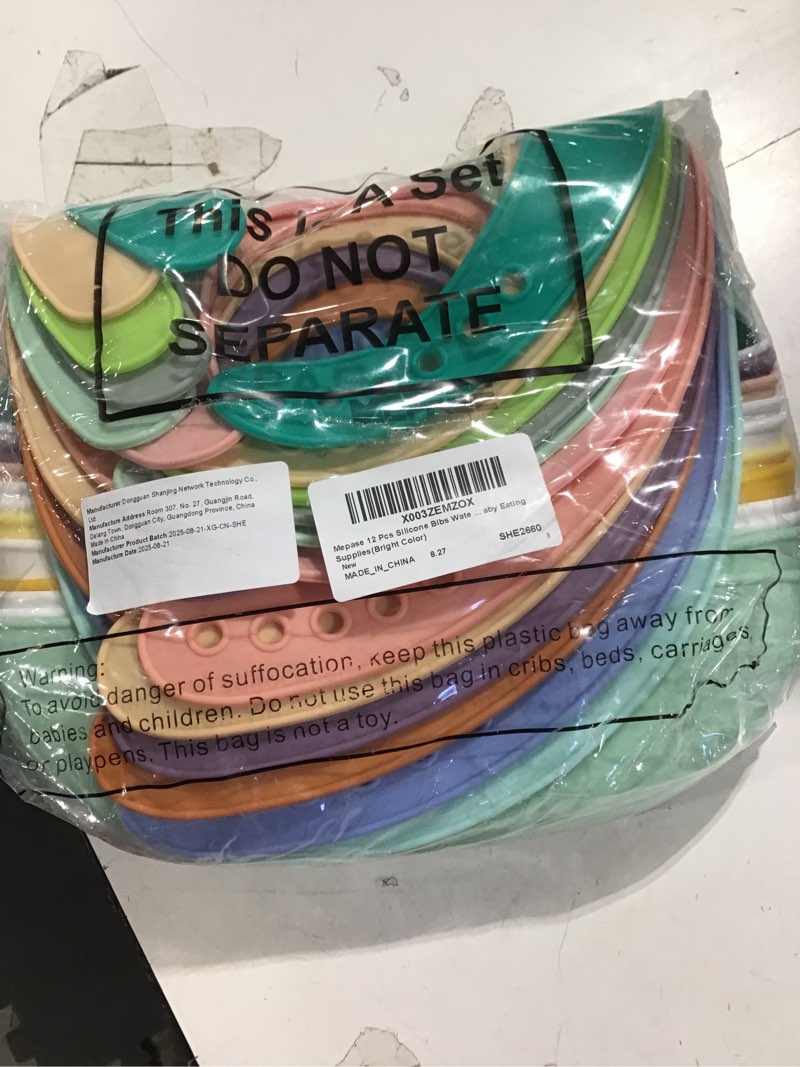 This Is A Set
DO NOT
SEPARATE
Manufacturer:Dongguan Shanjing Network Technology Co.,
Ltd.
Manufacture Address Room 307, No. 27, Guangjin Road,
Dalang Town, Dongguan City, Guangdong Province, China
Made in China
Manufacturer Product Batch:2025-08-21-XG-CN-SHE
Manufacture Date:2025-08-21
X003ZEMZOX
Mepase 12 Pcs Silicone Bibs Wate ... aby Eating
Supplies(Bright Color)
New
SHE2660
MADE_IN_CHINA 8.27
3
Warning:
To avoid danger of suffocation, keep this plastic bag away from
babies and children. Do not use this bag in cribs, beds, carriages,
or playpens. This bag is not a toy.